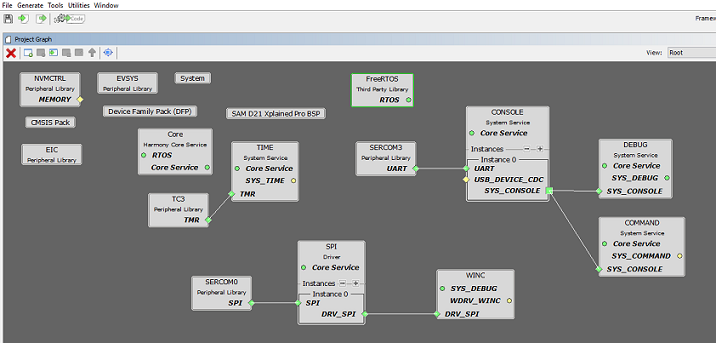 File Generate Tools Utilities Window
Code
Framew
Project Graph
View: Root
NVMCTRL
Peripheral Library
MEMORY
EVSYS
Peripheral Library
System
FreeRTOS
Third Party Library
RTOS
Device Family Pack (DFP)
SAM D21 Xplained Pro BSP
CMSIS Pack
EIC
Peripheral Library
Core
Harmony Core Service
RTOS
Core Service
TIME
System Service
Core Service
SYS_TIME
TMR
TC3
Peripheral Library
TMR
SERCOM3
Peripheral Library
UART
CONSOLE
System Service
Core Service
Instances
Instance 0
UART
USB_DEVICE_CDC
SYS_CONSOLE
DEBUG
System Service
Core Service
SYS_DEBUG
SYS_CONSOLE
COMMAND
System Service
Core Service
SYS_COMMAND
SYS_CONSOLE
SERCOM0
Peripheral Library
SPI
SPI
Driver
Core Service
Instances
Instance 0
SPI
DRV_SPI
WINC
SYS_DEBUG
WDRV_WINC
DRV_SPI